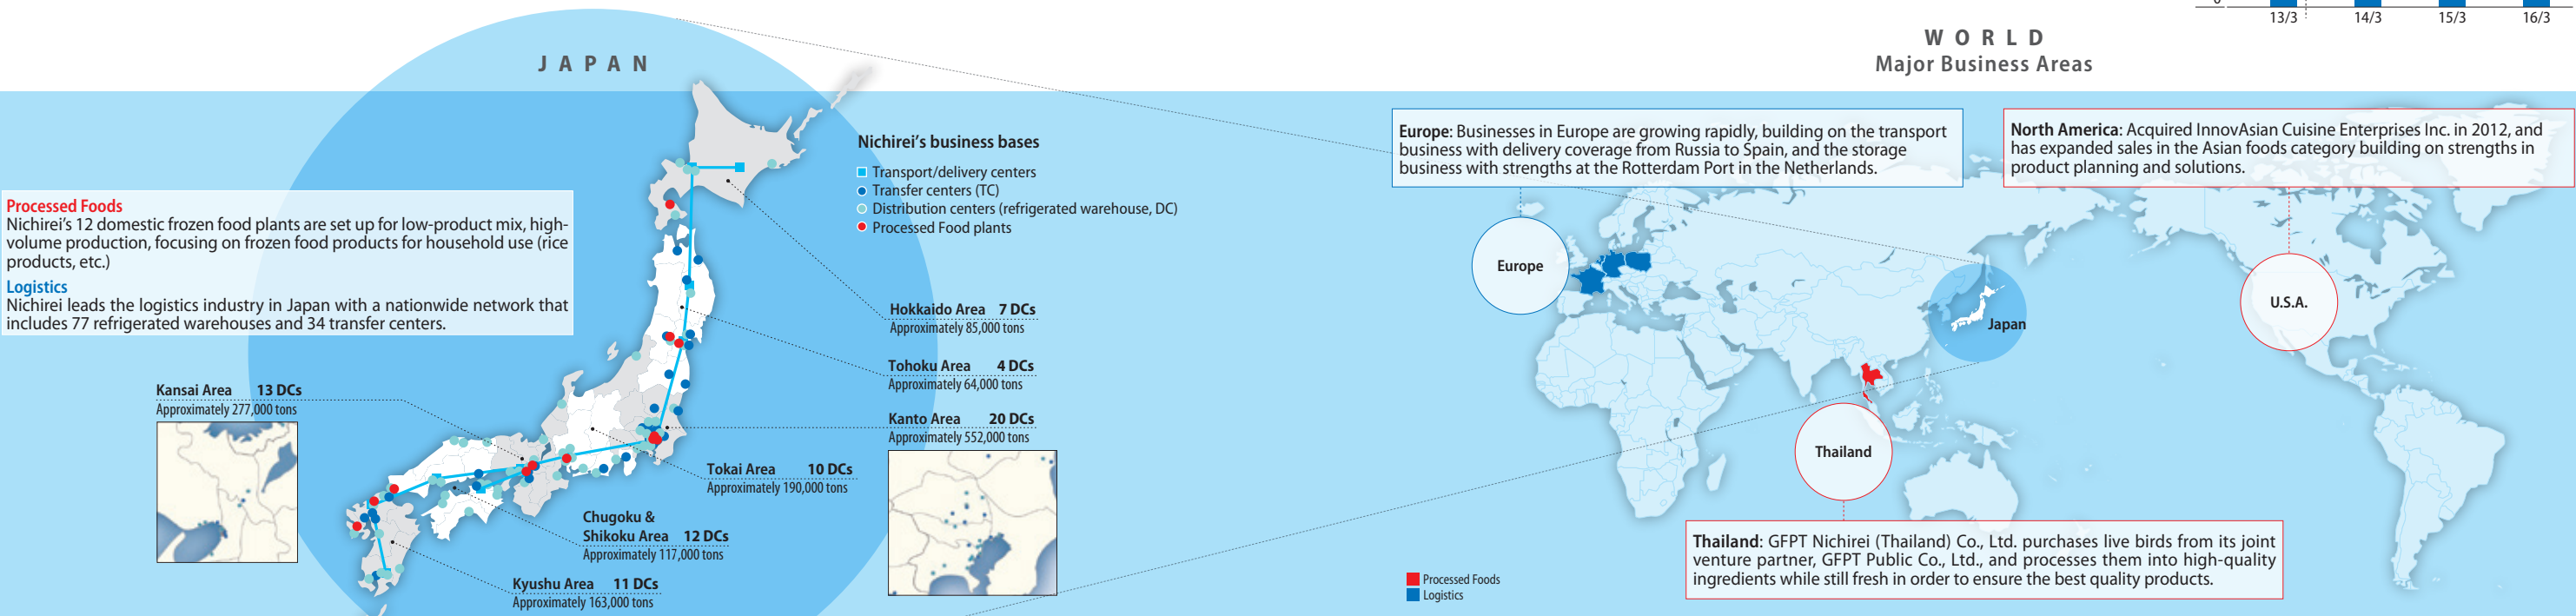 0
13/3 14/3 15/3 16/3
JAPAN
WORLD
Major Business Areas
Nichirei's business bases
Transport/delivery centers
Transfer centers (TC)
Distribution centers (refrigerated warehouse, DC)
Processed Food plants
Processed Foods
Nichirei's 12 domestic frozen food plants are set up for low-product mix, high-
volume production, focusing on frozen food products for household use (rice
products, etc.)
Logistics
Nichirei leads the logistics industry in Japan with a nationwide network that
includes 77 refrigerated warehouses and 34 transfer centers.
Hokkaido Area 7 DCs
Approximately 85,000 tons
Tohoku Area 4 DCs
Approximately 64,000 tons
Kansai Area 13 DCs
Approximately 277,000 tons
Kanto Area 20 DCs
Approximately 552,000 tons
Tokai Area 10 DCs
Approximately 190,000 tons
Chugoku &
Shikoku Area 12 DCs
Approximately 117,000 tons
Kyushu Area 11 DCs
Approximately 163,000 tons
Europe: Businesses in Europe are growing rapidly, building on the transport
business with delivery coverage from Russia to Spain, and the storage
business with strengths at the Rotterdam Port in the Netherlands.
North America: Acquired InnovAsian Cuisine Enterprises Inc. in 2012, and
has expanded sales in the Asian foods category building on strengths in
product planning and solutions.
Europe
Japan
U.S.A.
Thailand
Thailand: GFPT Nichirei (Thailand) Co., Ltd. purchases live birds from its joint
venture partner, GFPT Public Co., Ltd., and processes them into high-quality
ingredients while still fresh in order to ensure the best quality products.
Processed Foods
Logistics